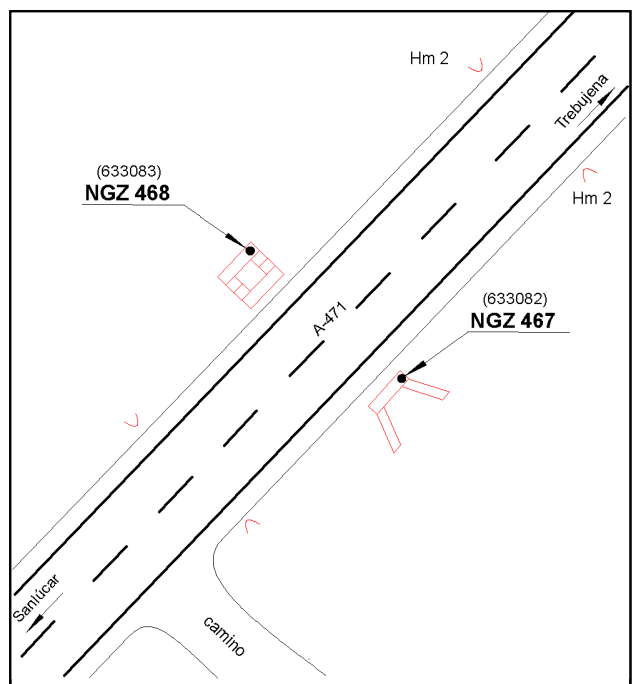 Hm 2
Trebujena
(633083)
NGZ 468
Hm 2
(633082)
NGZ 467
A-471
Sanlúcar
camino